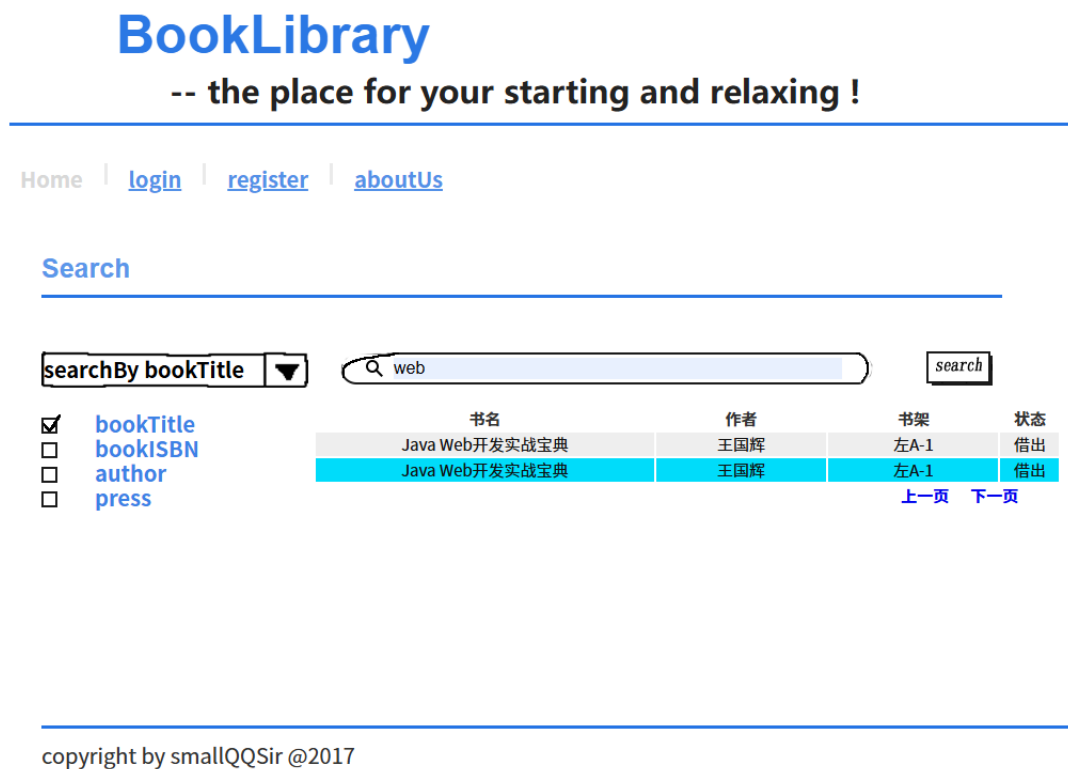 BookLibrary
-- the place for your starting and relaxing !
Home login register aboutUs
Search
searchBy bookTitle web search
bookTitle
bookISBN
author
press
书名 作者 书架 状态
Java Web开发实战宝典 王国辉 左A-1 借出
Java Web开发实战宝典 王国辉 左A-1 借出
上一页 下一页
copyright by smallQQSir @2017